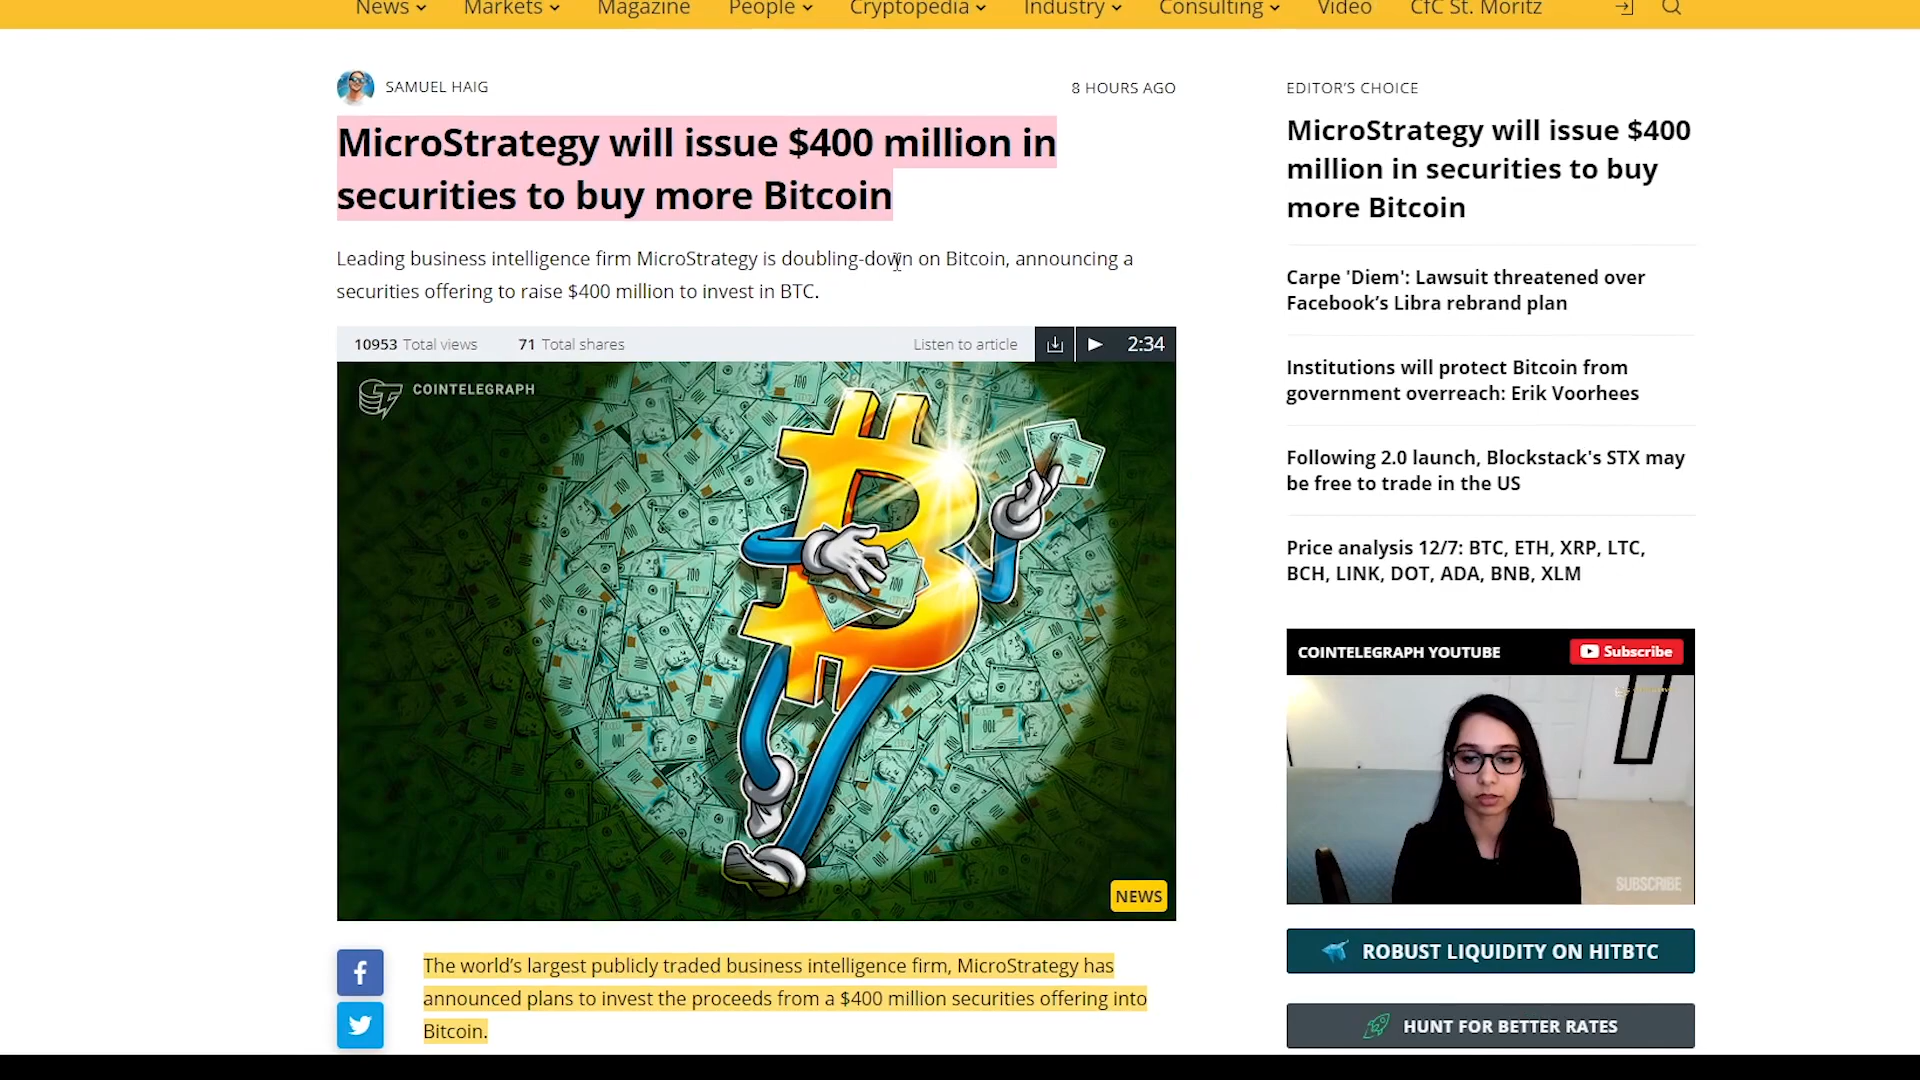 News Markets Magazine People Cryptopedia Industry Consulting Video CfC St. Moritz
SAMUEL HAIG
8 HOURS AGO
MicroStrategy will issue $400 million in
securities to buy more Bitcoin
Leading business intelligence firm MicroStrategy is doubling-down on Bitcoin, announcing a
securities offering to raise $400 million to invest in BTC.
10953 Total views 71 Total shares Listen to article 2:34
COINTELEGRAPH
NEWS
The world's largest publicly traded business intelligence firm, MicroStrategy has
announced plans to invest the proceeds from a $400 million securities offering into
Bitcoin.
EDITOR'S CHOICE
MicroStrategy will issue $400
million in securities to buy
more Bitcoin
Carpe 'Diem': Lawsuit threatened over
Facebook's Libra rebrand plan
Institutions will protect Bitcoin from
government overreach: Erik Voorhees
Following 2.0 launch, Blockstack's STX may
be free to trade in the US
Price analysis 12/7: BTC, ETH, XRP, LTC,
BCH, LINK, DOT, ADA, BNB, XLM
COINTELEGRAPH YOUTUBE Subscribe
SUBSCRIBE
ROBUST LIQUIDITY ON HITBTC
HUNT FOR BETTER RATES